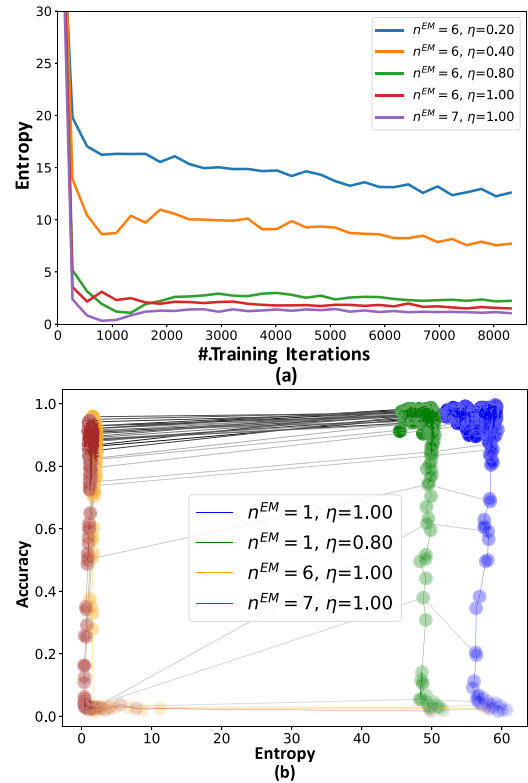 30
25
20
15
10
5
0
Entropy
n^EM = 6, η=0.20
n^EM = 6, η=0.40
n^EM = 6, η=0.80
n^EM = 6, η=1.00
n^EM = 7, η=1.00
0 1000 2000 3000 4000 5000 6000 7000 8000
#.Training Iterations
(a)
1.0
0.8
0.6
0.4
0.2
0.0
Accuracy
n^EM = 1, η=1.00
n^EM = 1, η=0.80
n^EM = 6, η=1.00
n^EM = 7, η=1.00
0 10 20 30 40 50 60
Entropy
(b)